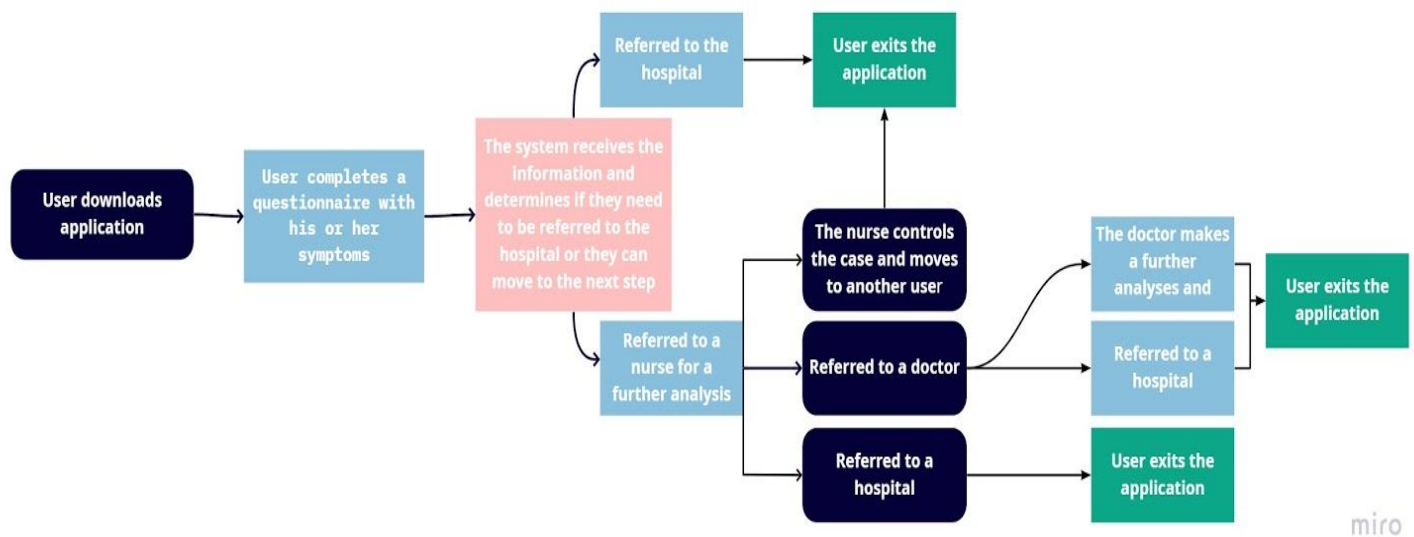 User downloads
application
User completes a
questionnaire with
his or her
symptoms
The system receives the
information and
determines if they need
to be referred to the
hospital or they can
move to the next step
Referred to the
hospital
User exits the
application
Referred to a
nurse for a
further analysis
The nurse controls
the case and moves
to another user
Referred to a doctor
Referred to a
hospital
The doctor makes
a further
analyses and
Referred to a
hospital
User exits the
application
User exits the
application
miro